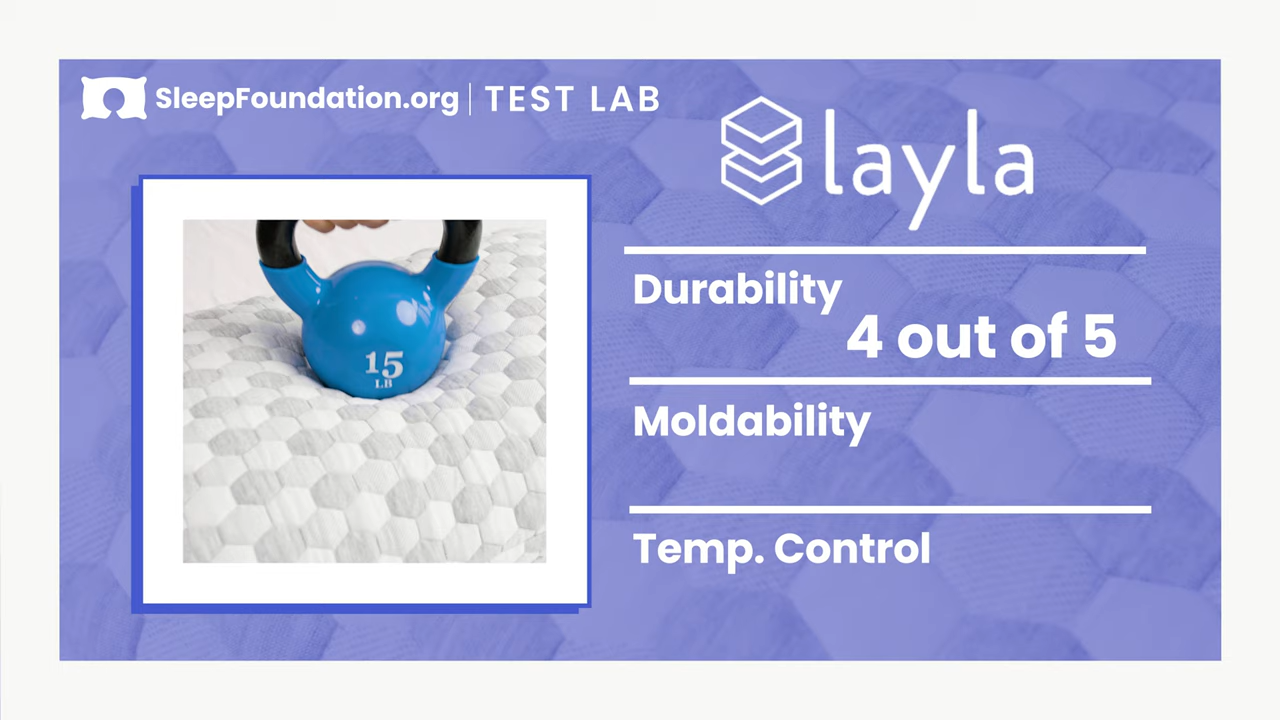 SleepFoundation.org | TEST LAB
layla
15
LB
Durability
4 out of 5
Moldability
Temp. Control